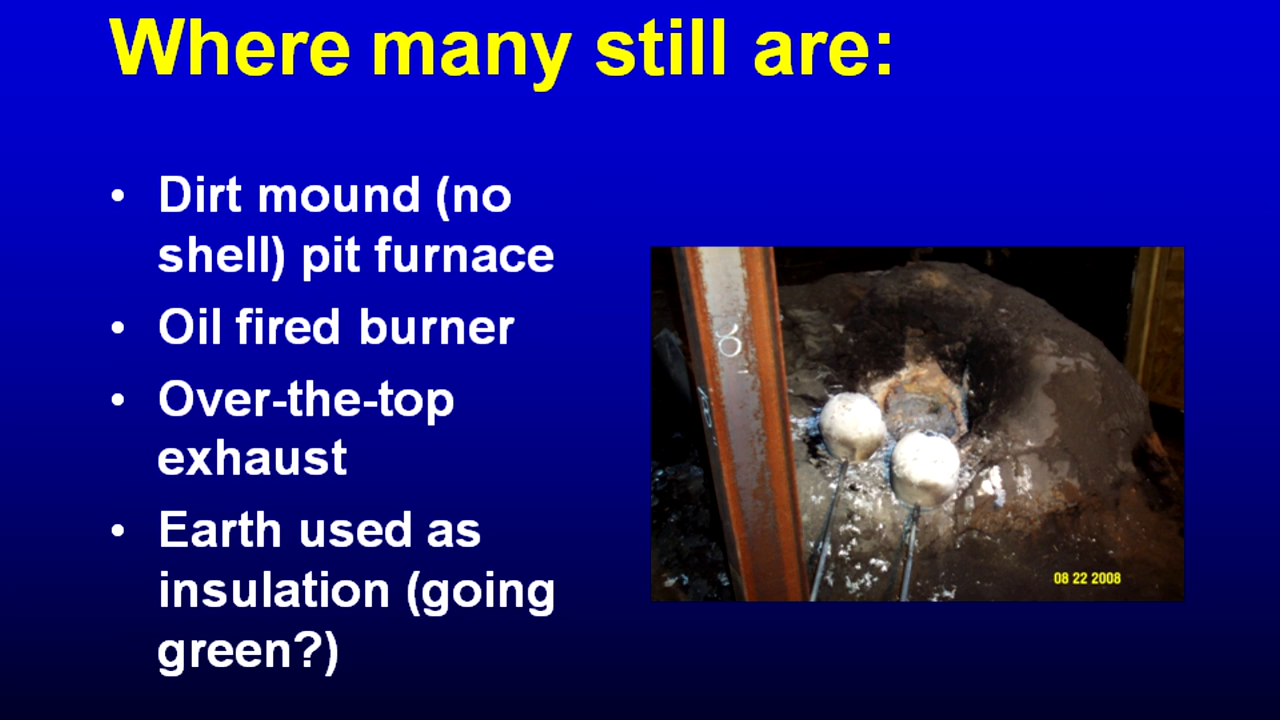 Where many still are:
• Dirt mound (no
shell) pit furnace
• Oil fired burner
• Over-the-top
exhaust
• Earth used as
insulation (going
green?)
8
08 22 2008